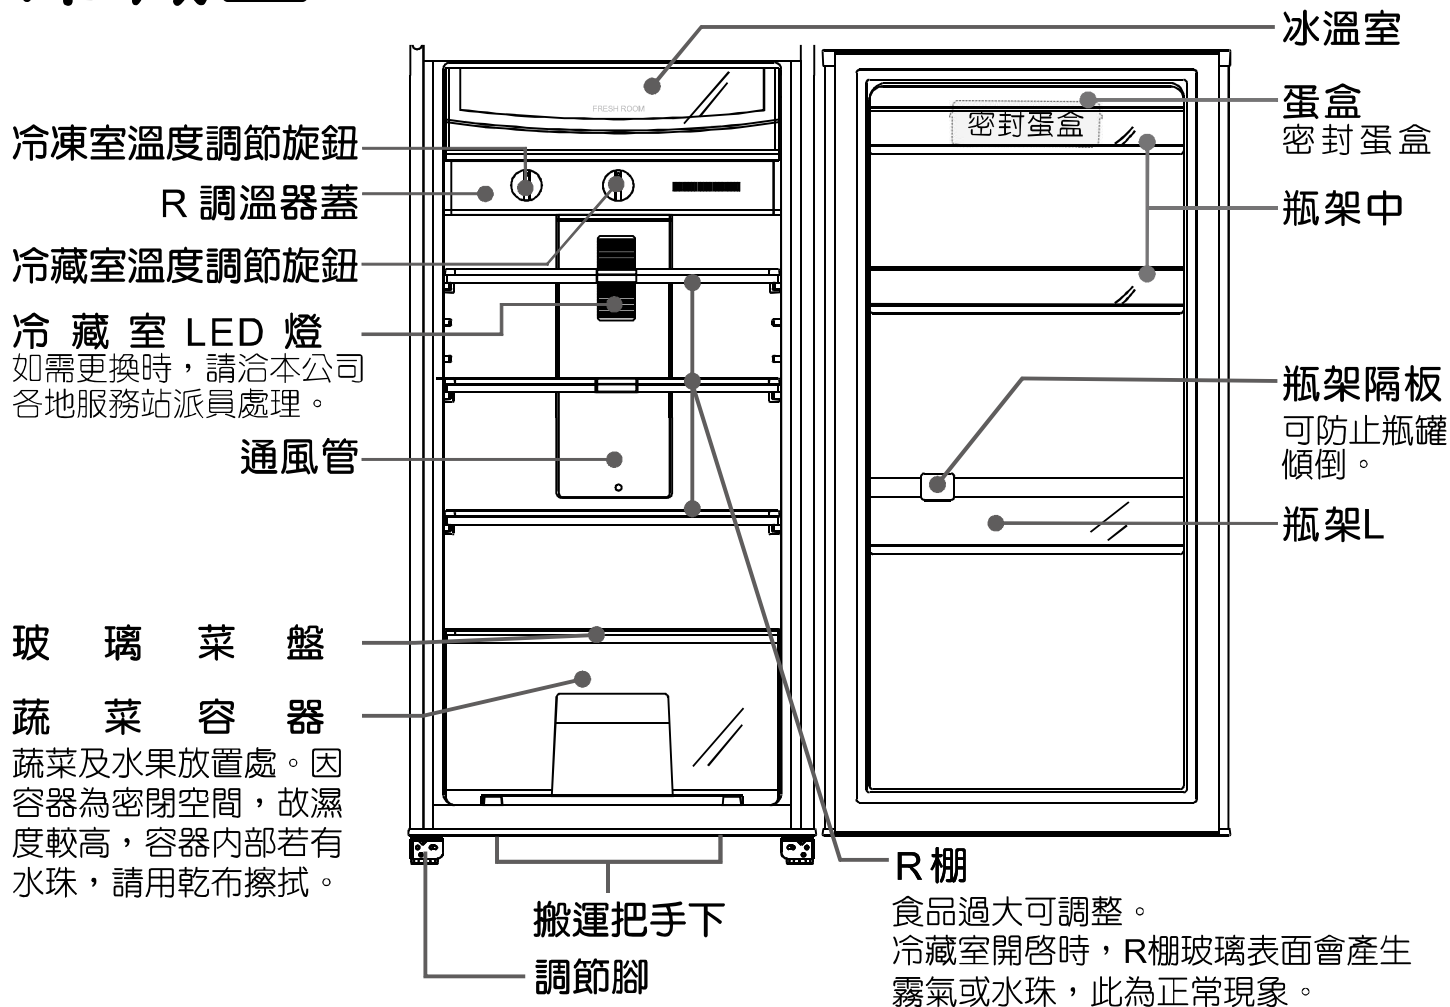 冰溫室
FRESH ROOM
蛋盒
密封蛋盒
密封蛋盒
冷凍室溫度調節旋鈕
R調溫器蓋
瓶架中
冷藏室溫度調節旋鈕
冷藏室LED燈
如需更換時，請洽本公司
各地服務站派員處理。
瓶架隔板
可防止瓶罐
傾倒。
通風管
瓶架L
玻璃菜盤
蔬菜容器
蔬菜及水果放置處。因
容器為密閉空間，故濕
度較高，容器內部若有
水珠，請用乾布擦拭。
R棚
食品過大可調整。
冷藏室開啓時，R棚玻璃表面會產生
霧氣或水珠，此為正常現象。
搬運把手下
調節腳